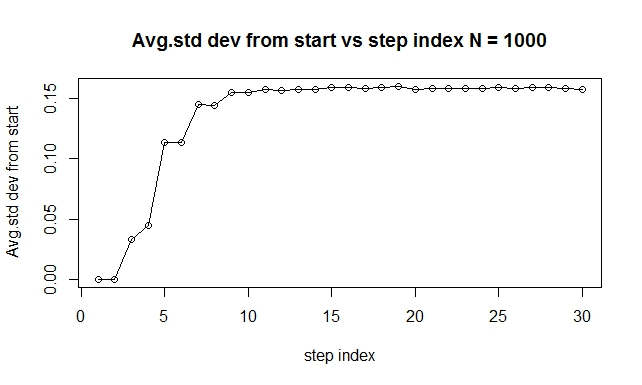 Avg.std dev from start vs step index N = 1000
Avg.std dev from start
0.15
0.10
0.05
0.00
0 5 10 15 20 25 30
step index